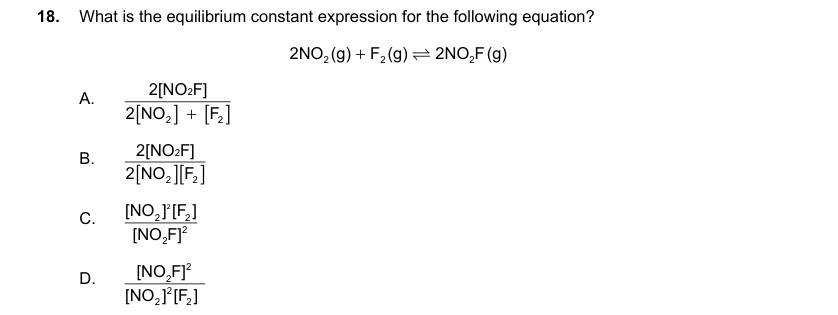 18. What is the equilibrium constant expression for the following equation?
2NO₂(g) + F₂(g) ⇌ 2NO₂F(g)
A. 2[NO₂F]
2[NO₂] + [F₂]
B. 2[NO₂F]
2[NO₂][F₂]
C. [NO₂]²[F₂]
[NO₂F]²
D. [NO₂F]²
[NO₂]²[F₂]